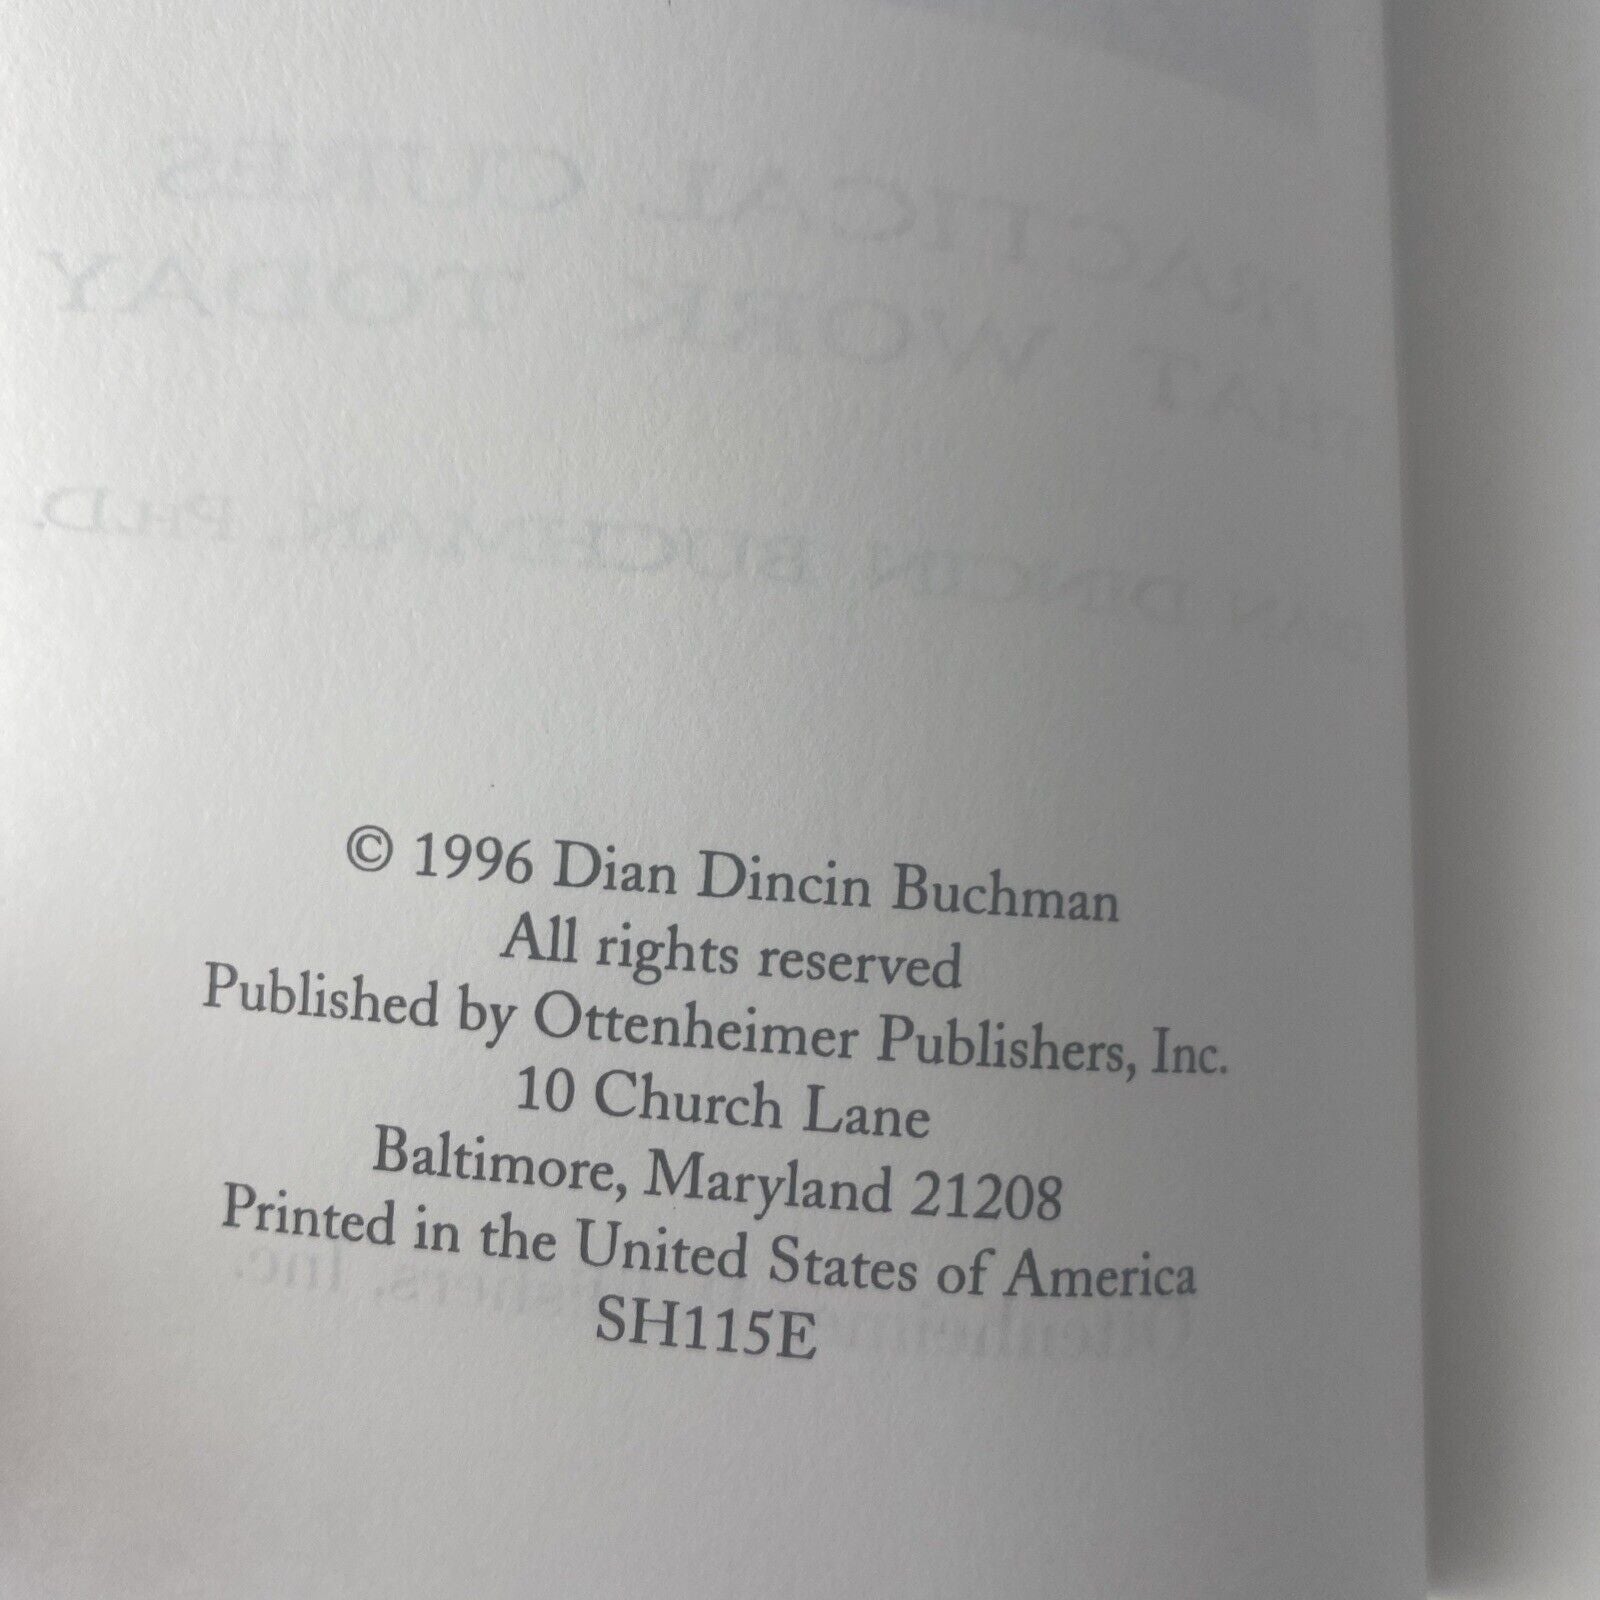 © 1996 Dian Dincin Buchman
All rights reserved
Published by Ottenheimer Publishers, Inc.
10 Church Lane
Baltimore, Maryland 21208
Printed in the United States of America
SH115E